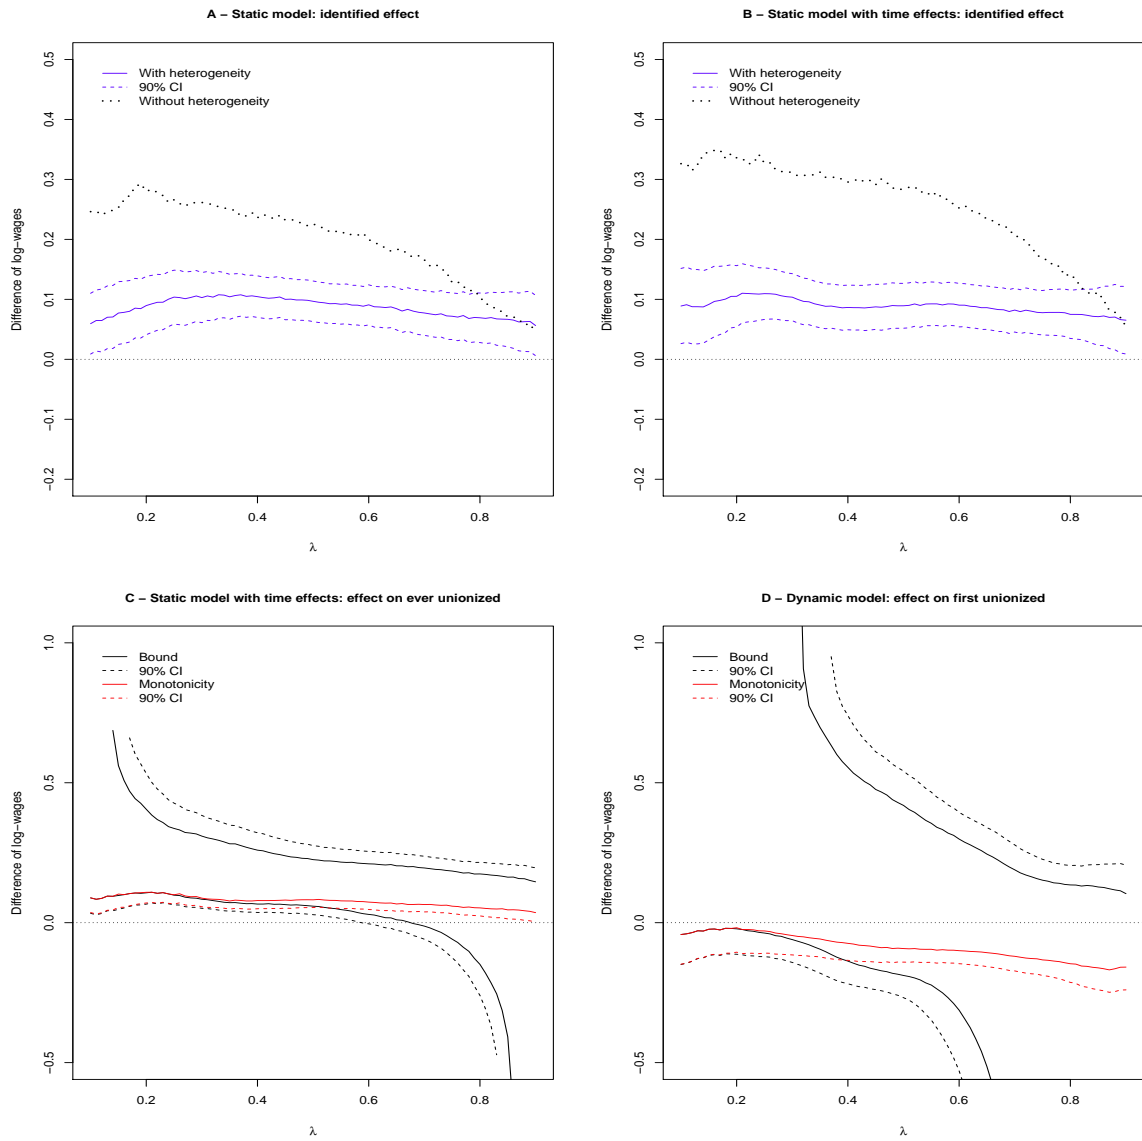 A – Static model: identified effect
Difference of log−wages
0.5
0.4
0.3
0.2
0.1
0.0
−0.1
−0.2
With heterogeneity
90% CI
Without heterogeneity
0.2 0.4 0.6 0.8
λ
B – Static model with time effects: identified effect
Difference of log−wages
0.5
0.4
0.3
0.2
0.1
0.0
−0.1
−0.2
With heterogeneity
90% CI
Without heterogeneity
0.2 0.4 0.6 0.8
λ
C – Static model with time effects: effect on ever unionized
Difference of log−wages
1.0
0.5
0.0
−0.5
Bound
90% CI
Monotonicity
90% CI
0.2 0.4 0.6 0.8
λ
D – Dynamic model: effect on first unionized
Difference of log−wages
1.0
0.5
0.0
−0.5
Bound
90% CI
Monotonicity
90% CI
0.2 0.4 0.6 0.8
λ